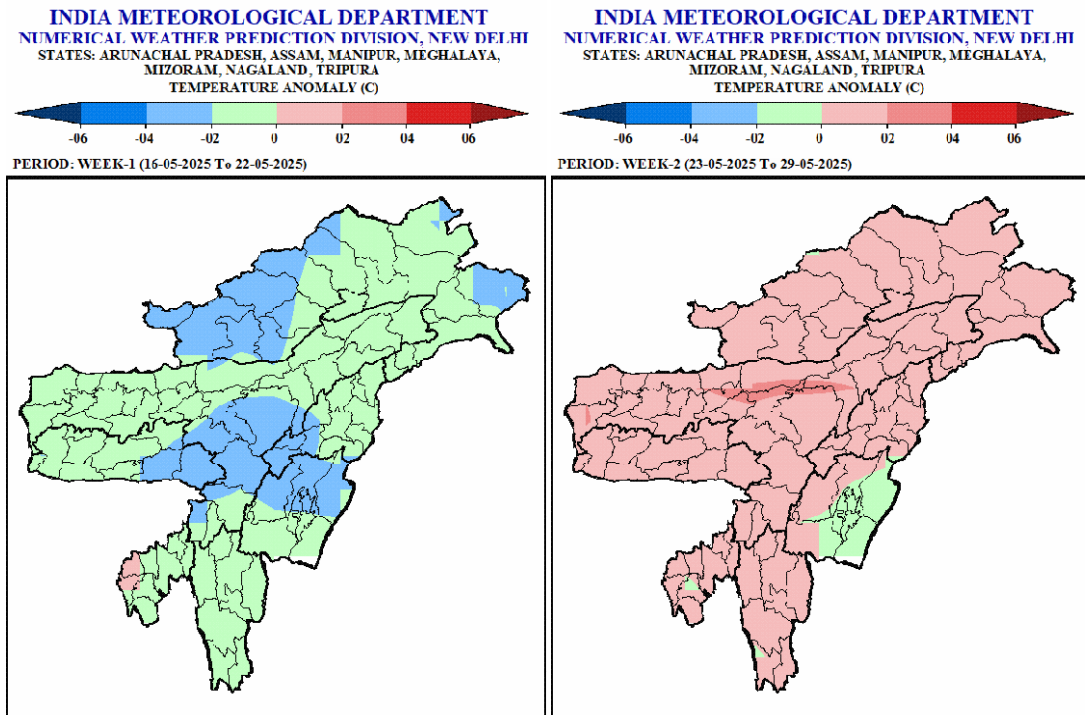 INDIA METEOROLOGICAL DEPARTMENT
NUMERICAL WEATHER PREDICTION DIVISION, NEW DELHI
STATES: ARUNACHAL PRADESH, ASSAM, MANIPUR, MEGHALAYA,
MIZORAM, NAGALAND, TRIPURA
TEMPERATURE ANOMALY (C)
-06 -04 -02 0 02 04 06
PERIOD: WEEK-1 (16-05-2025 To 22-05-2025)
INDIA METEOROLOGICAL DEPARTMENT
NUMERICAL WEATHER PREDICTION DIVISION, NEW DELHI
STATES: ARUNACHAL PRADESH, ASSAM, MANIPUR, MEGHALAYA,
MIZORAM, NAGALAND, TRIPURA
TEMPERATURE ANOMALY (C)
-06 -04 -02 0 02 04 06
PERIOD: WEEK-2 (23-05-2025 To 29-05-2025)